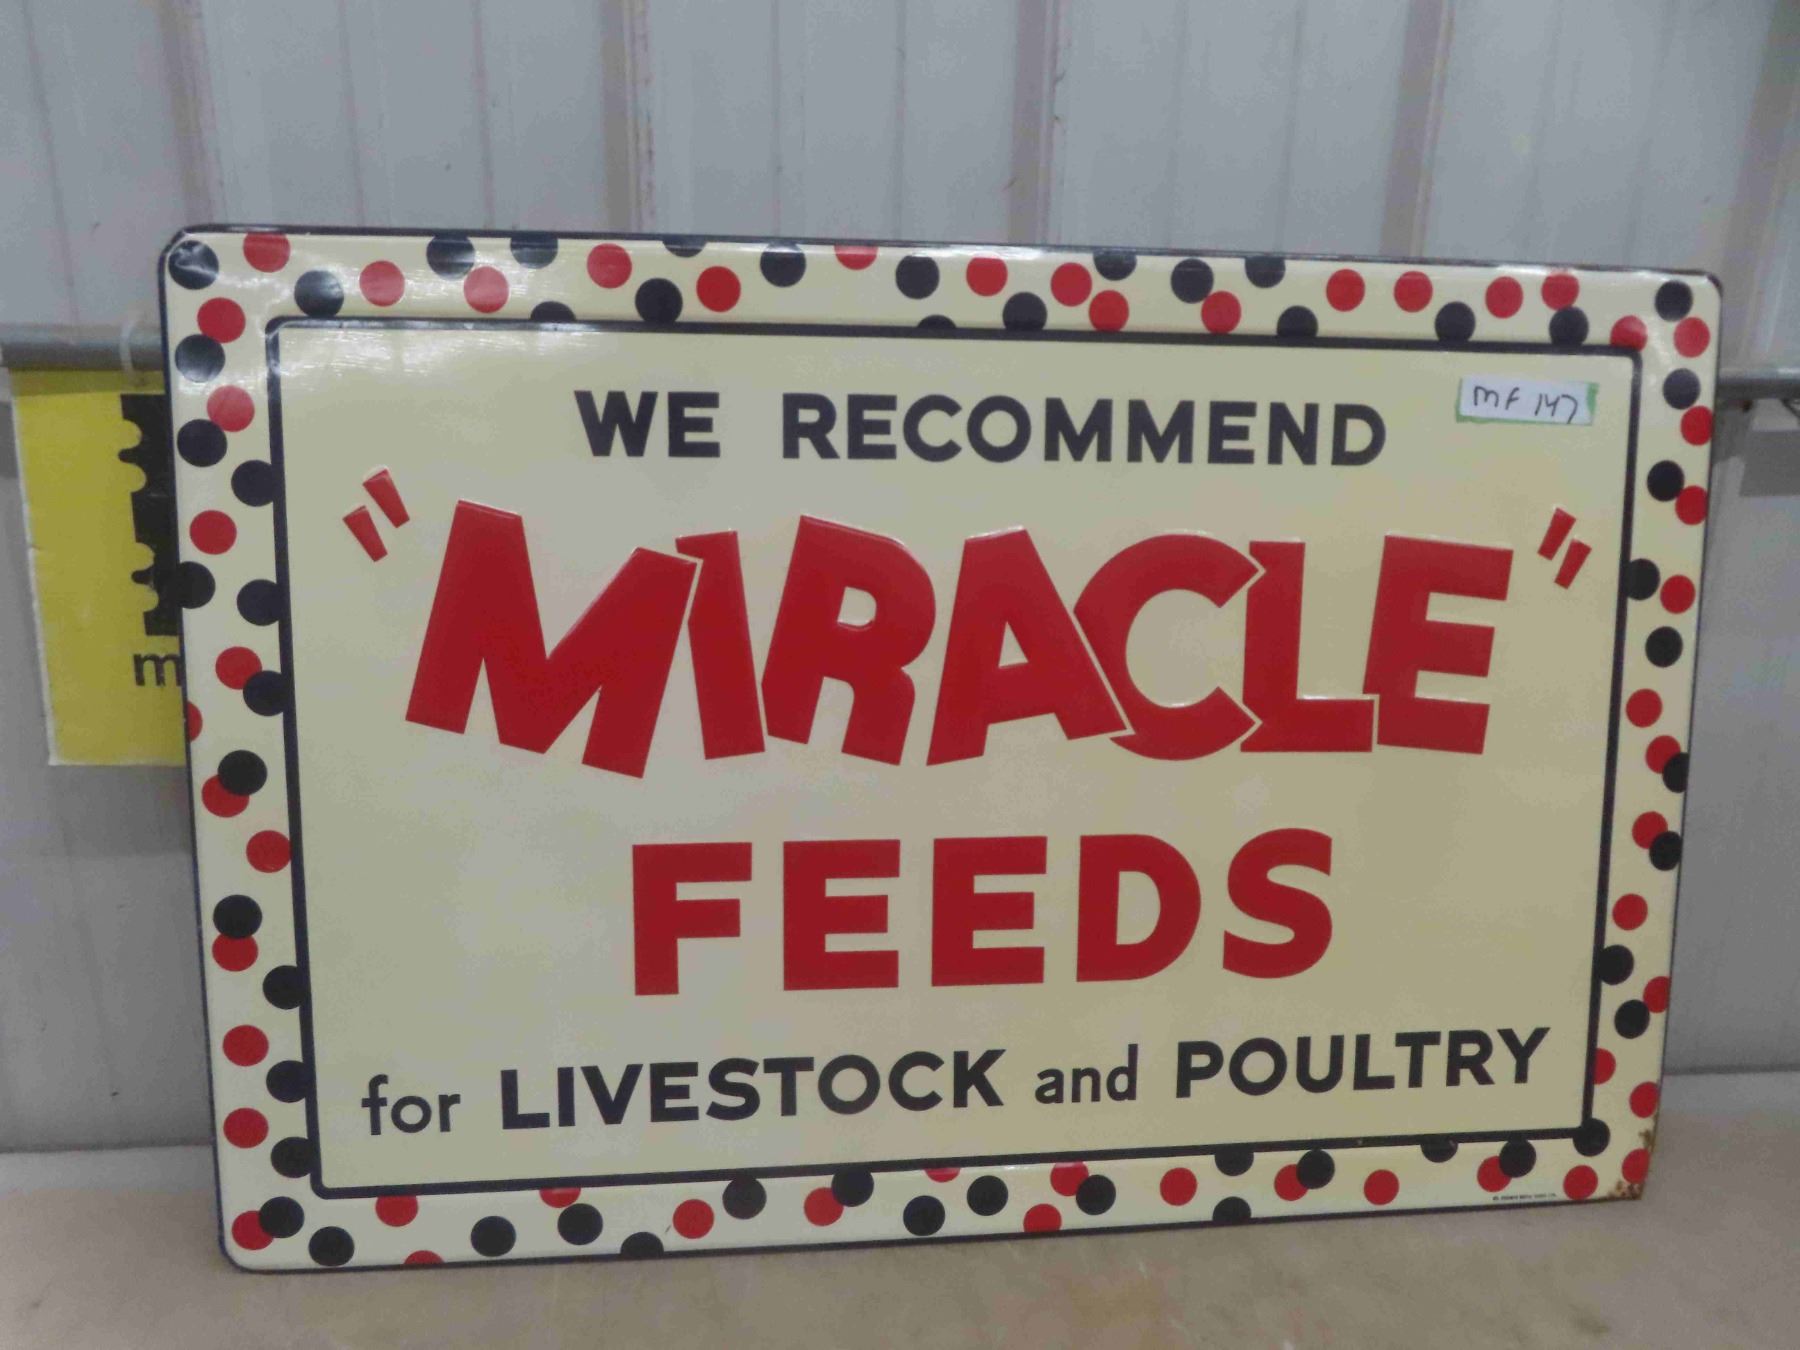 WE RECOMMEND
MF 147
"MIRACLE"
FEEDS
for LIVESTOCK and POULTRY
m